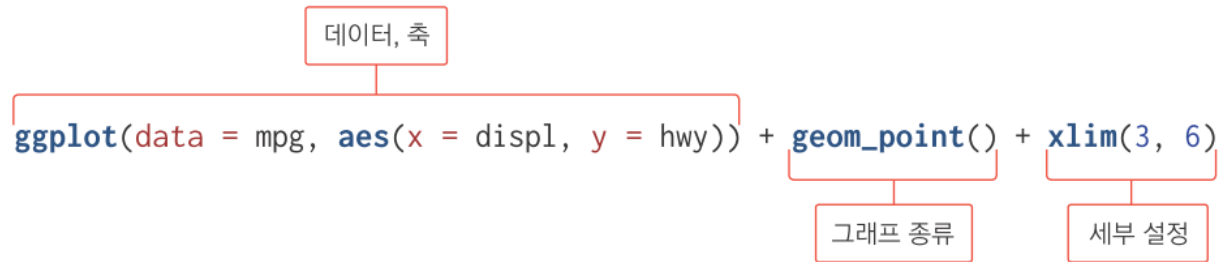 데이터, 축
ggplot(data = mpg, aes(x = displ, y = hwy)) + geom_point() + xlim(3, 6)
그래프 종류
세부 설정